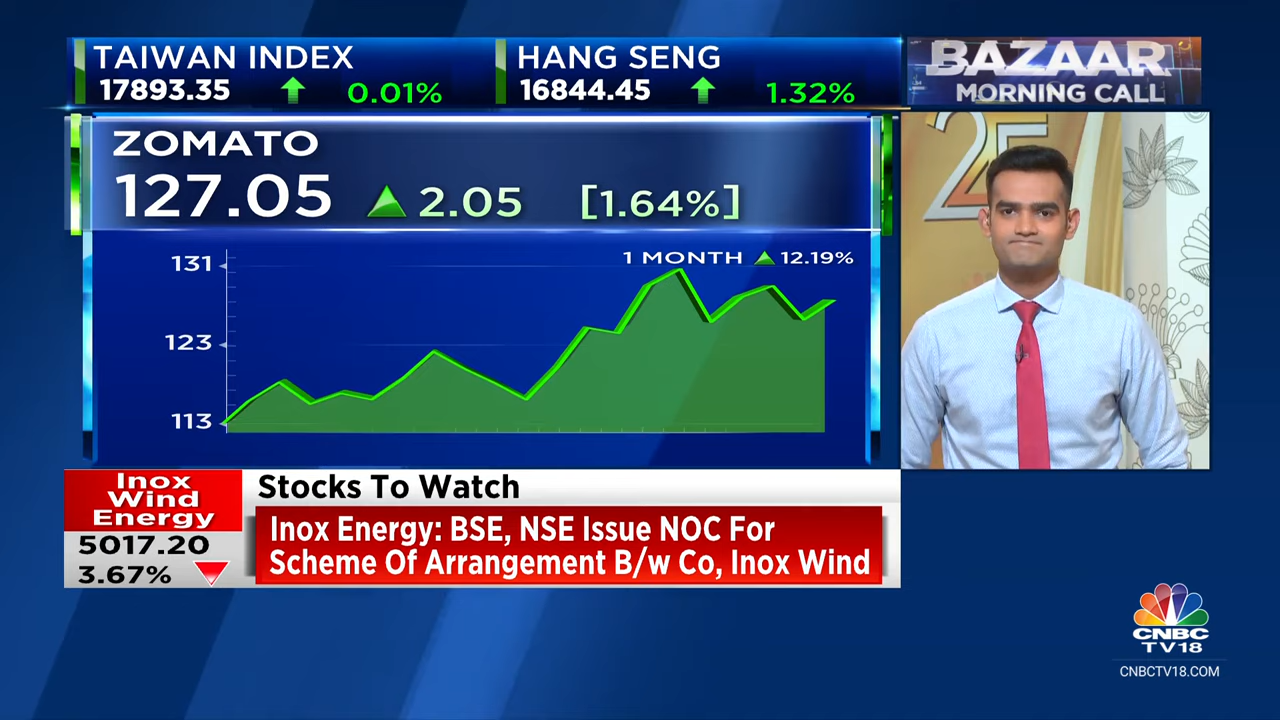 TAIWAN INDEX
17893.35 0.01%
HANG SENG
16844.45 1.32%
BAZAAR
MORNING CALL
ZOMATO
127.05 2.05 [1.64%]
1 MONTH 12.19%
131
123
113
25
Inox
Wind
Energy
5017.20
3.67%
Stocks To Watch
Inox Energy: BSE, NSE Issue NOC For
Scheme Of Arrangement B/w Co, Inox Wind
CNBC
TV18
CNBCTV18.COM